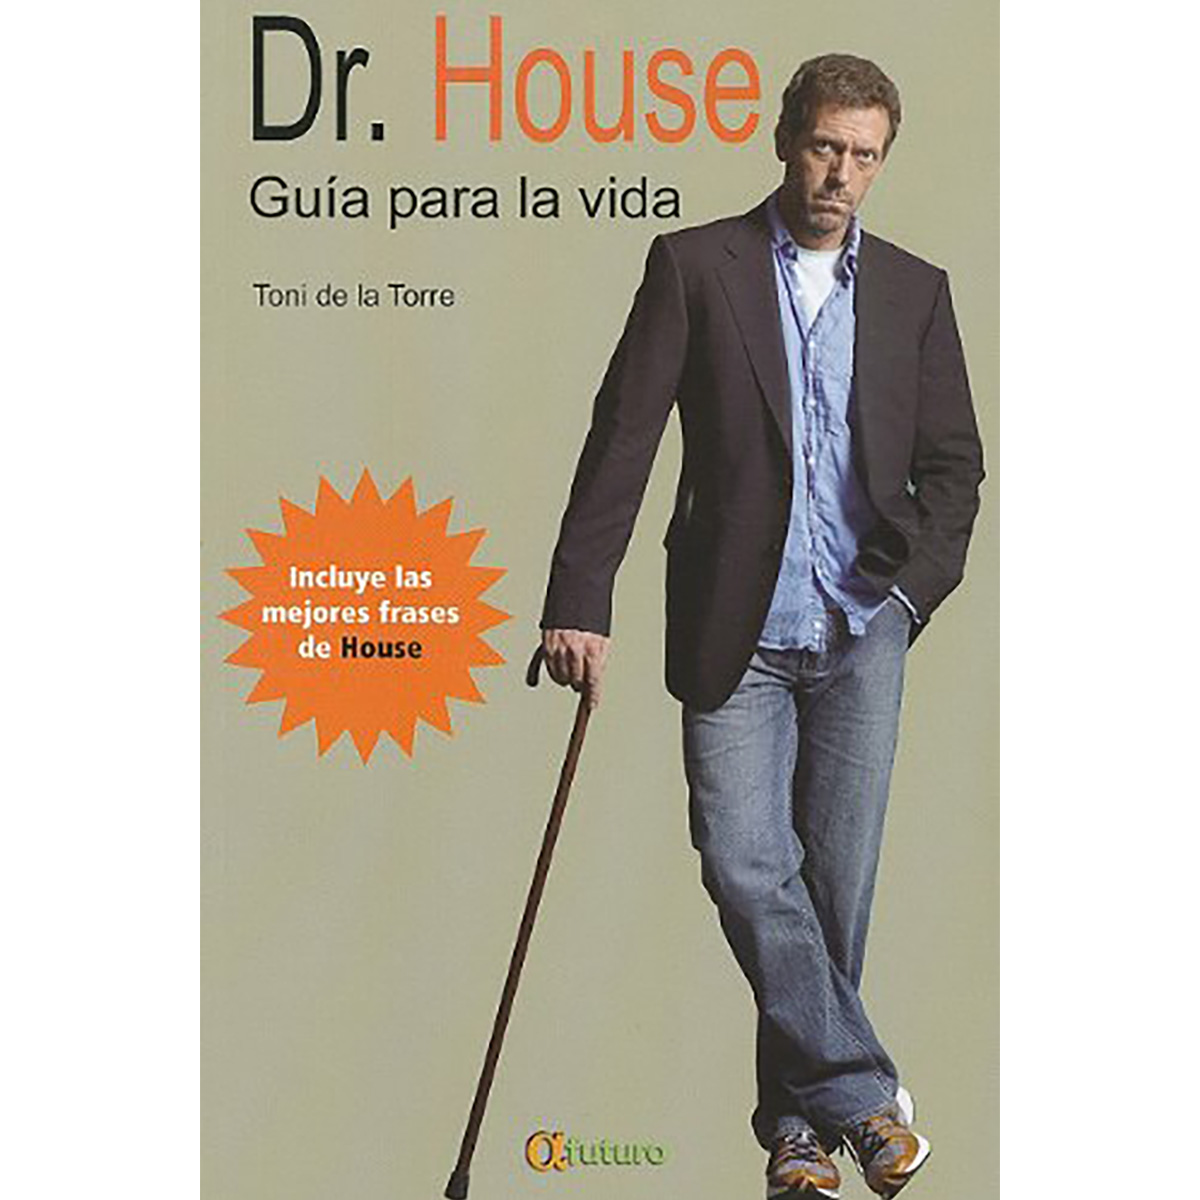 Dr. House
Guía para la vida
Toni de la Torre
Incluye las
mejores frases
de House
αfuturo